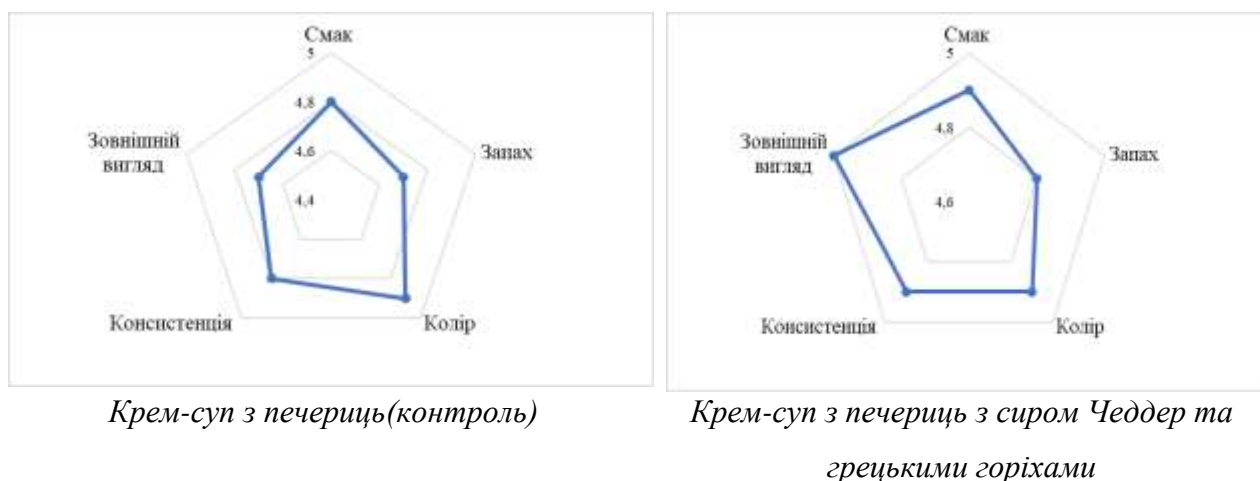 Смак
5
4,8
4,6
4,4
Зовнішній
вигляд
Запах
Консистенція
Колір
Крем-суп з печериць(контроль)
Смак
5
4,8
4,6
Зовнішній
вигляд
Запах
Консистенція
Колір
Крем-суп з печериць з сиром Чеддер та
грецькими горіхами